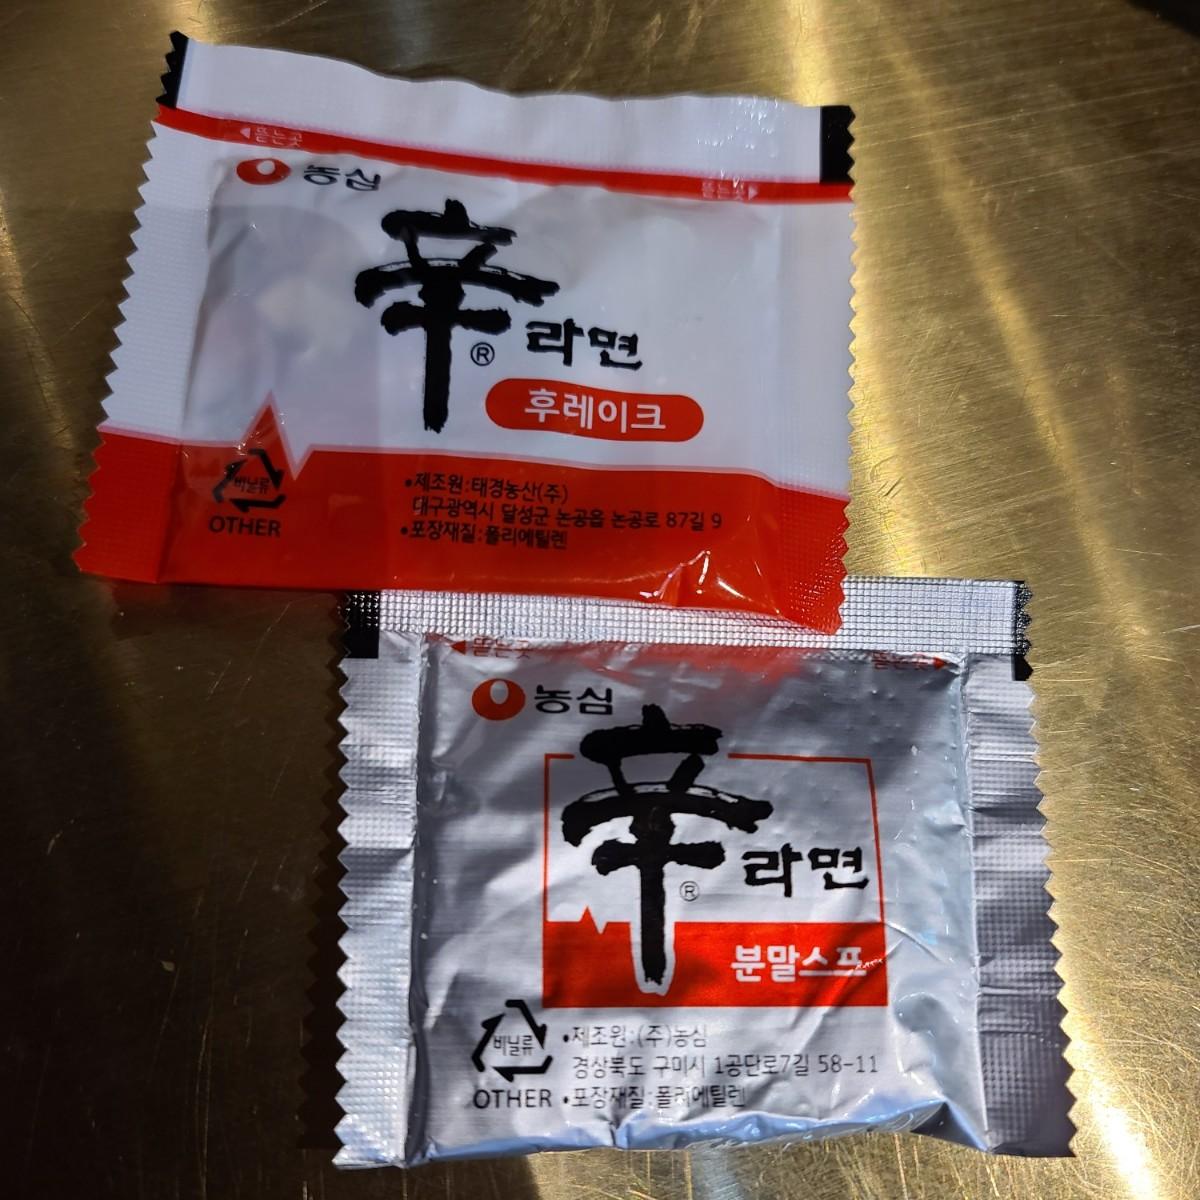 뜯는곳
뜯는곳
농심
辛®라면
후레이크
비닐류
OTHER
•제조원:태경농산(주)
대구광역시 달성군 논공읍 논공로 87길 9
•포장재질:폴리에틸렌
뜯는곳
뜯는곳
농심
辛®라면
분말스프
비닐류
OTHER
•제조원:(주)농심
경상북도 구미시 1공단로7길 58-11
•포장재질:폴리에틸렌